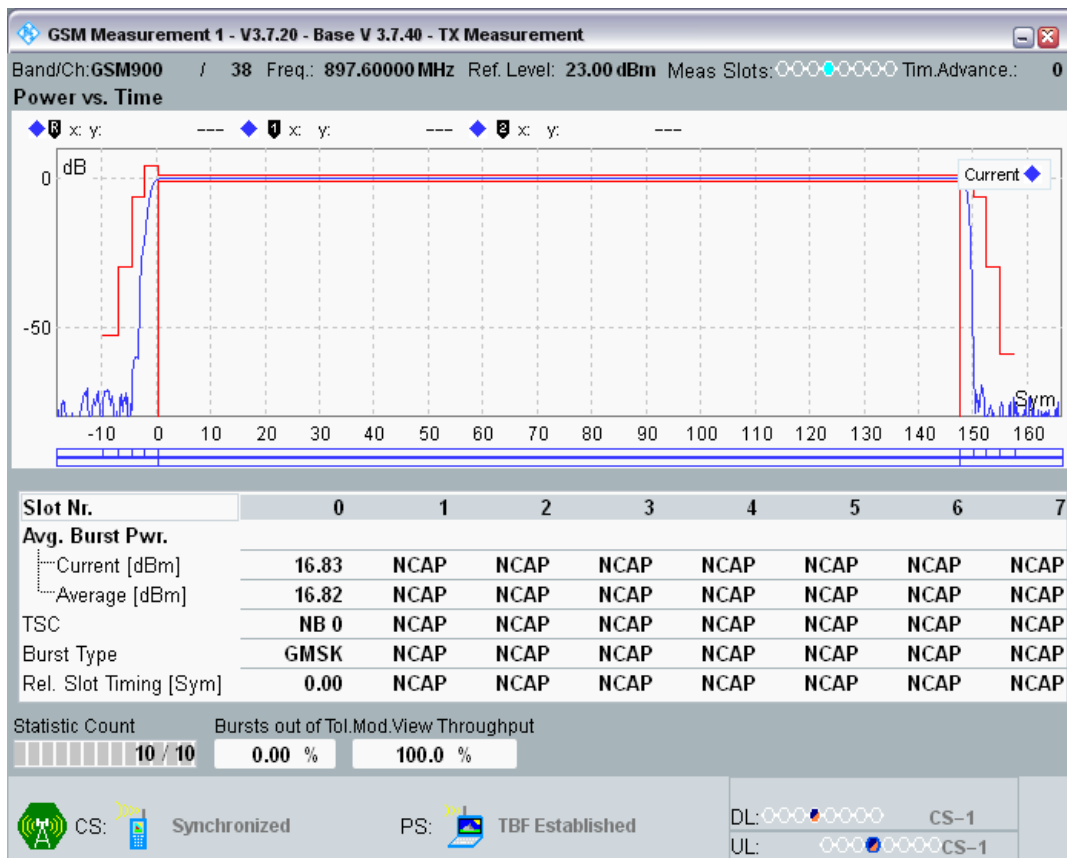 GSM Measurement 1 - V3.7.20 - Base V 3.7.40 - TX Measurement
Band/Ch:GSM900 / 38 Freq.: 897.60000 MHz Ref. Level: 23.00 dBm Meas Slots: Tim.Advance.: 0
Power vs. Time
R x: y: --- 1 x: y: --- 2 x: y: ---
dB
0
Current
-50
Sym
-10 0 10 20 30 40 50 60 70 80 90 100 110 120 130 140 150 160
Slot Nr. 0 1 2 3 4 5 6 7
Avg. Burst Pwr.
Current [dBm] 16.83 NCAP NCAP NCAP NCAP NCAP NCAP NCAP
Average [dBm] 16.82 NCAP NCAP NCAP NCAP NCAP NCAP NCAP
TSC NB 0 NCAP NCAP NCAP NCAP NCAP NCAP NCAP
Burst Type GMSK NCAP NCAP NCAP NCAP NCAP NCAP NCAP
Rel. Slot Timing [Sym] 0.00 NCAP NCAP NCAP NCAP NCAP NCAP NCAP
Statistic Count Bursts out of Tol.Mod.View Throughput
10 / 10 0.00 % 100.0 %
CS: Synchronized PS: TBF Established
DL: CS-1
UL: CS-1